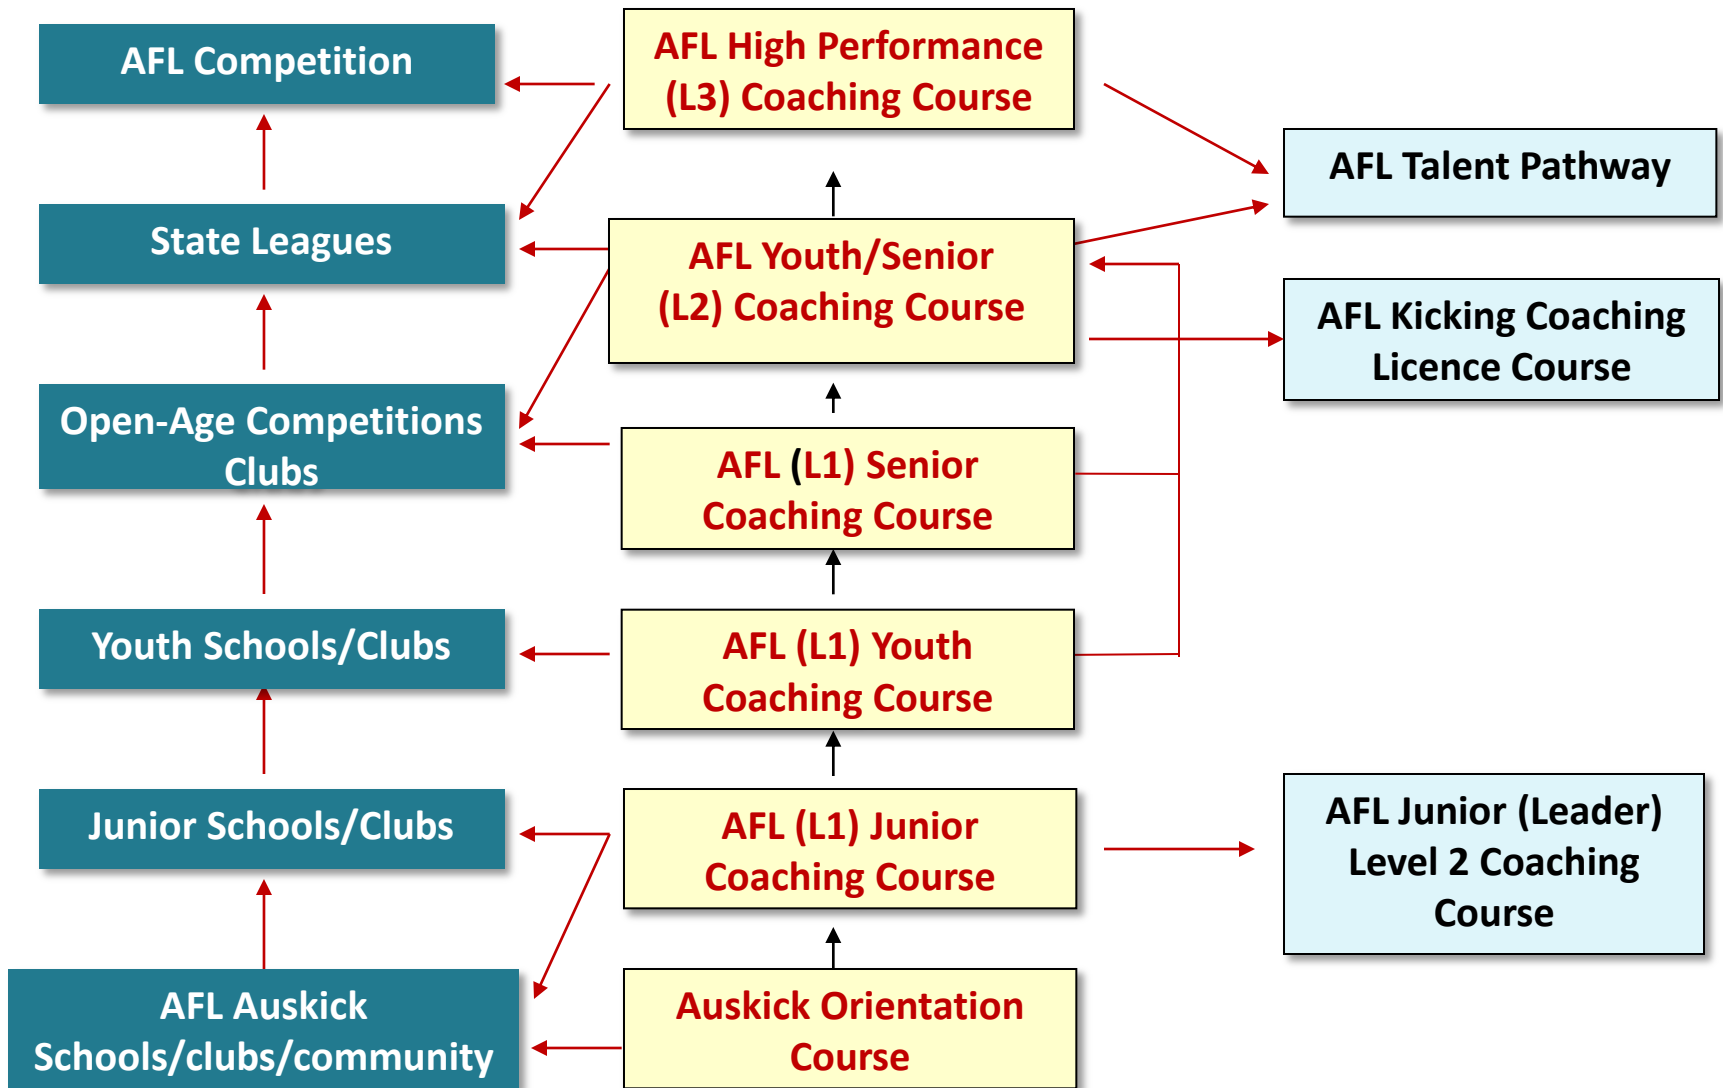 AFL Competition
State Leagues
Open-Age Competitions
Clubs
Youth Schools/Clubs
Junior Schools/Clubs
AFL Auskick
Schools/clubs/community
AFL High Performance
(L3) Coaching Course
AFL Youth/Senior
(L2) Coaching Course
AFL (L1) Senior
Coaching Course
AFL (L1) Youth
Coaching Course
AFL (L1) Junior
Coaching Course
Auskick Orientation
Course
AFL Talent Pathway
AFL Kicking Coaching
Licence Course
AFL Junior (Leader)
Level 2 Coaching
Course